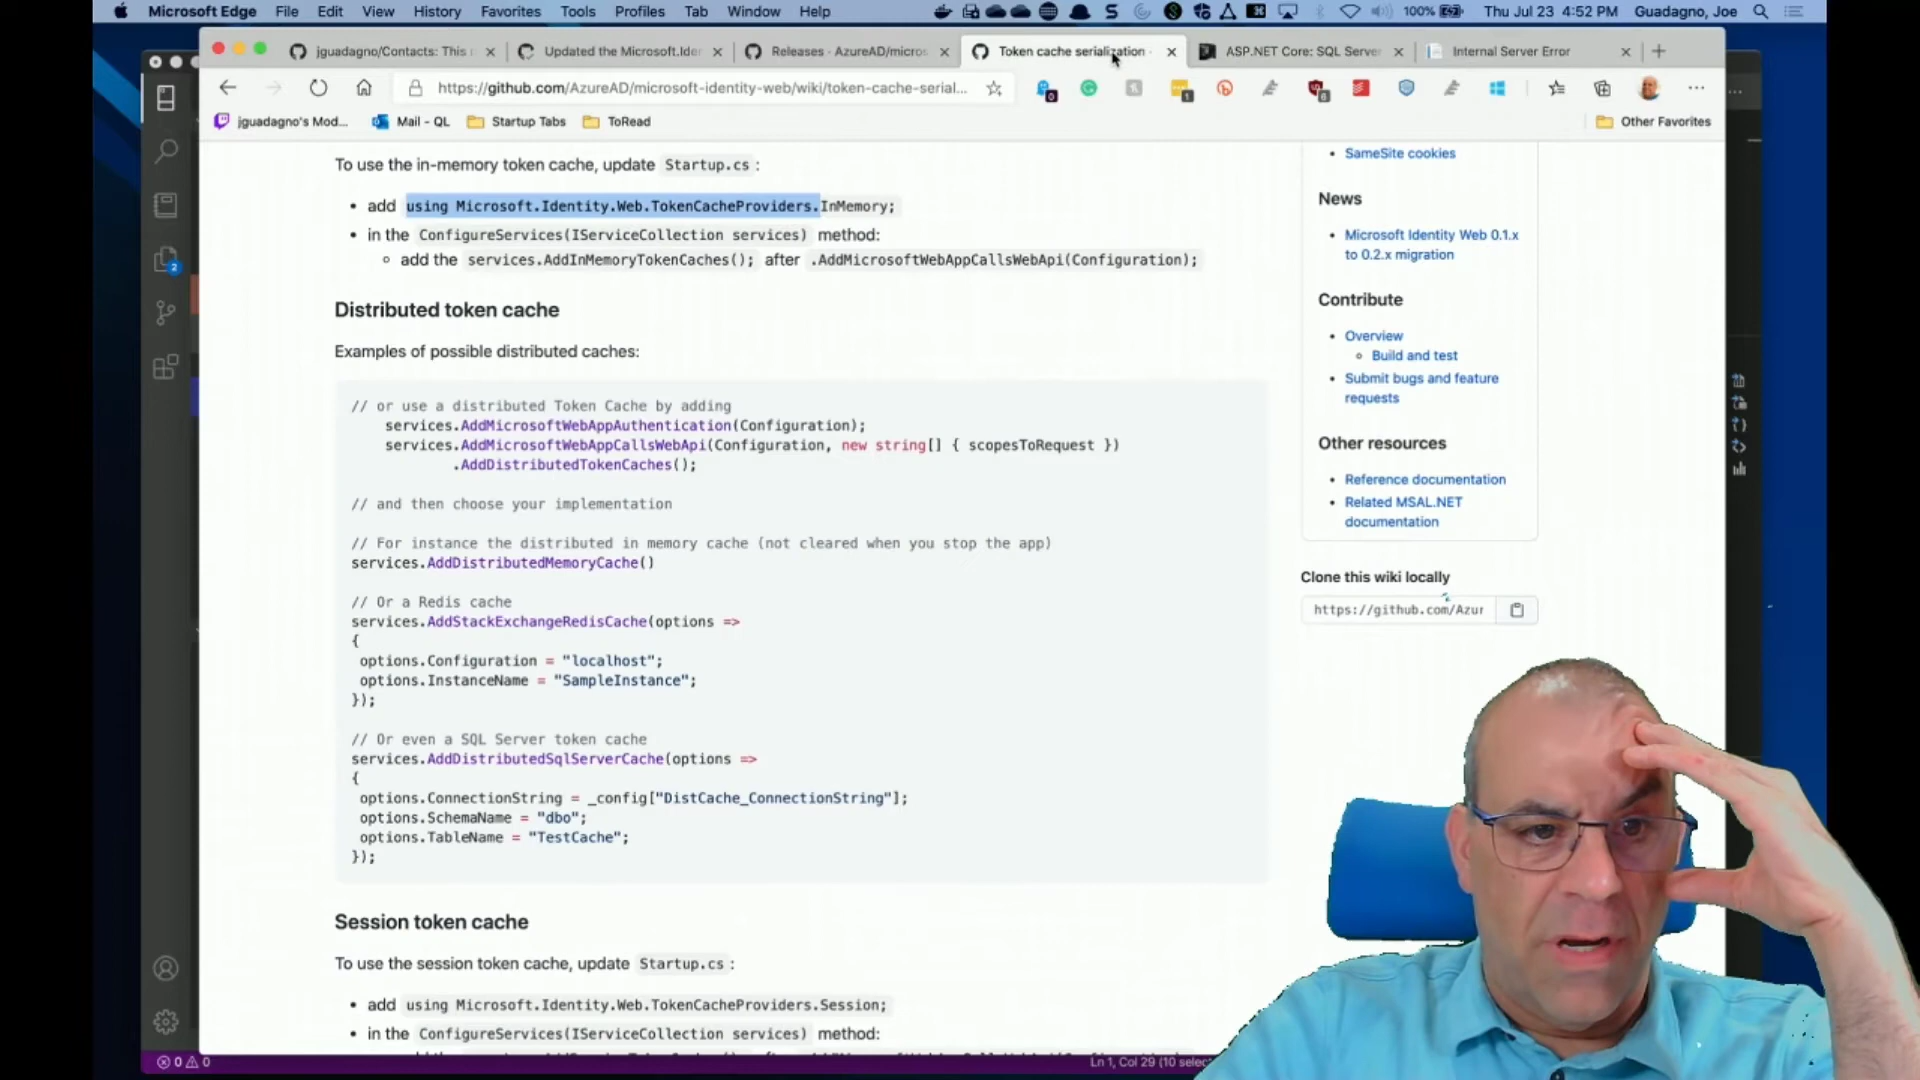 Microsoft Edge File Edit View History Favorites Tools Profiles Tab Window Help 100% Thu Jul 23 4:52 PM Guadagno, Joe
jguadagno/Contacts: This Updated the Microsoft.Iden Releases · AzureAD/micros Token cache serialization · ASP.NET Core: SQL Server Internal Server Error
https://github.com/AzureAD/microsoft-identity-web/wiki/token-cache-serial...
jguadagno's Mod... Mail - QL Startup Tabs ToRead Other Favorites
To use the in-memory token cache, update Startup.cs :
• add using Microsoft.Identity.Web.TokenCacheProviders.InMemory;
• in the ConfigureServices(IServiceCollection services) method:
add the services.AddInMemoryTokenCaches(); after .AddMicrosoftWebAppCallsWebApi(Configuration);
Distributed token cache
Examples of possible distributed caches:
// or use a distributed Token Cache by adding
services.AddMicrosoftWebAppAuthentication(Configuration);
services.AddMicrosoftWebAppCallsWebApi(Configuration, new string[] { scopesToRequest })
.AddDistributedTokenCaches();
// and then choose your implementation
// For instance the distributed in memory cache (not cleared when you stop the app)
services.AddDistributedMemoryCache()
// Or a Redis cache
services.AddStackExchangeRedisCache(options =>
{
options.Configuration = "localhost";
options.InstanceName = "SampleInstance";
});
// Or even a SQL Server token cache
services.AddDistributedSqlServerCache(options =>
{
options.ConnectionString = _config["DistCache_ConnectionString"];
options.SchemaName = "dbo";
options.TableName = "TestCache";
});
Session token cache
To use the session token cache, update Startup.cs :
• add using Microsoft.Identity.Web.TokenCacheProviders.Session;
• in the ConfigureServices(IServiceCollection services) method:
• SameSite cookies
News
• Microsoft Identity Web 0.1.x
to 0.2.x migration
Contribute
• Overview
Build and test
• Submit bugs and feature
requests
Other resources
• Reference documentation
• Related MSAL.NET
documentation
Clone this wiki locally
https://github.com/Azur
2
0 0
Ln 1, Col 29 (10 selec